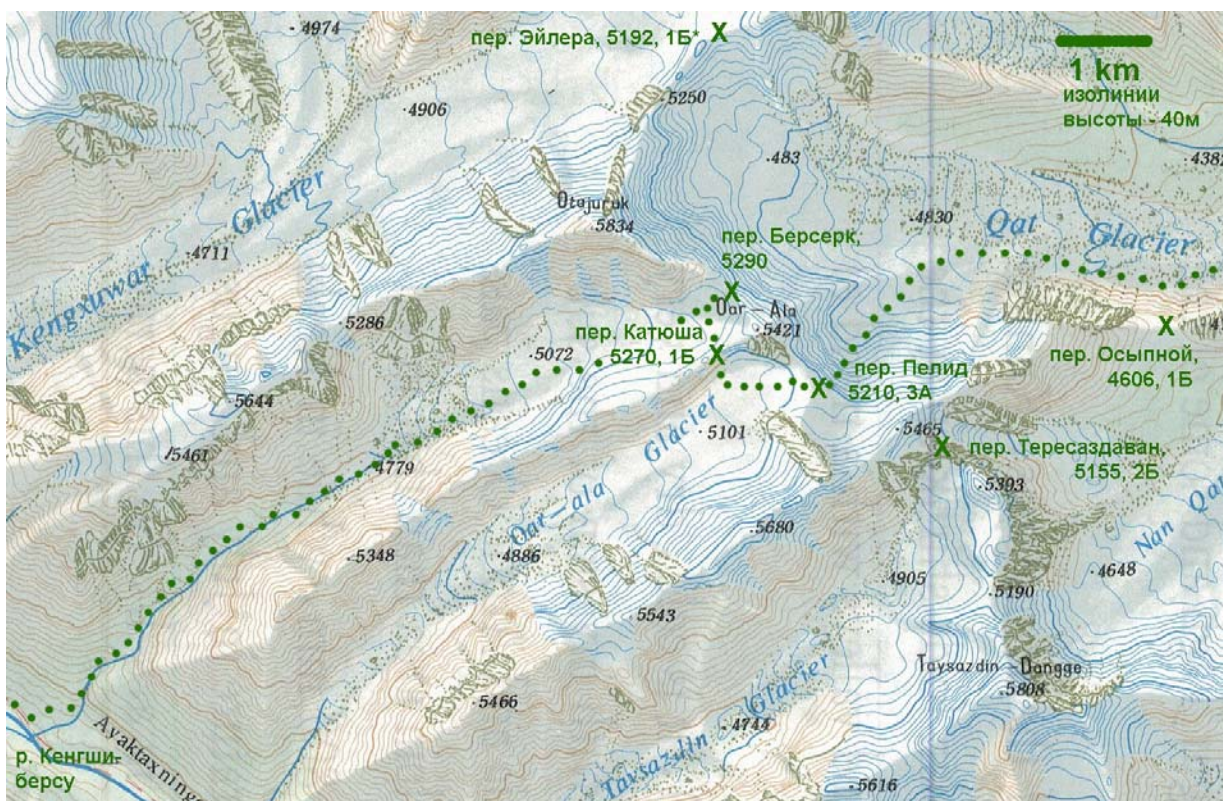 4974
пер. Эйлера, 5192, 1Б*
1 km
изолинии
высоты - 40м
4906
5250
483
4382
Glacier
Otajuruk
5834
4830
Qat Glacier
4711
пер. Берсерк,
5290
Kengxuwar
5286
Oar-Ala
5421
пер. Катюша
5270, 1Б
5072
пер. Осыпной,
4606, 1Б
пер. Пелид
5210, 3А
5644
Glacier
5101
5465
пер. Тересаздаван,
5155, 2Б
5461
4779
5393
Oar-ala
5680
Nan Qar
5348
4886
4905
4648
5190
5543
Taysazdin-Dangge
5808
5466
Glacier
4744
Ayaktaxning
р. Кенгши-
берсу
Taysazdin
5616